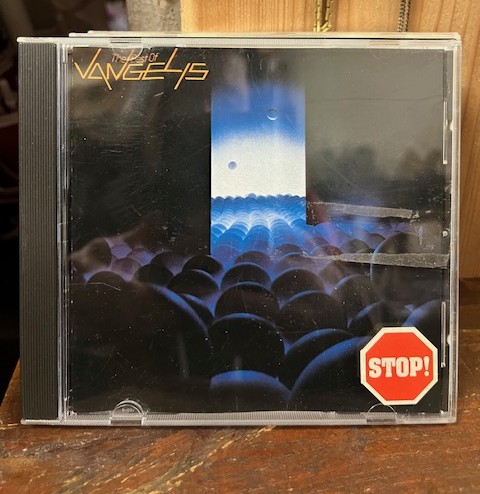 The Best Of
VANGELIS
STOP!